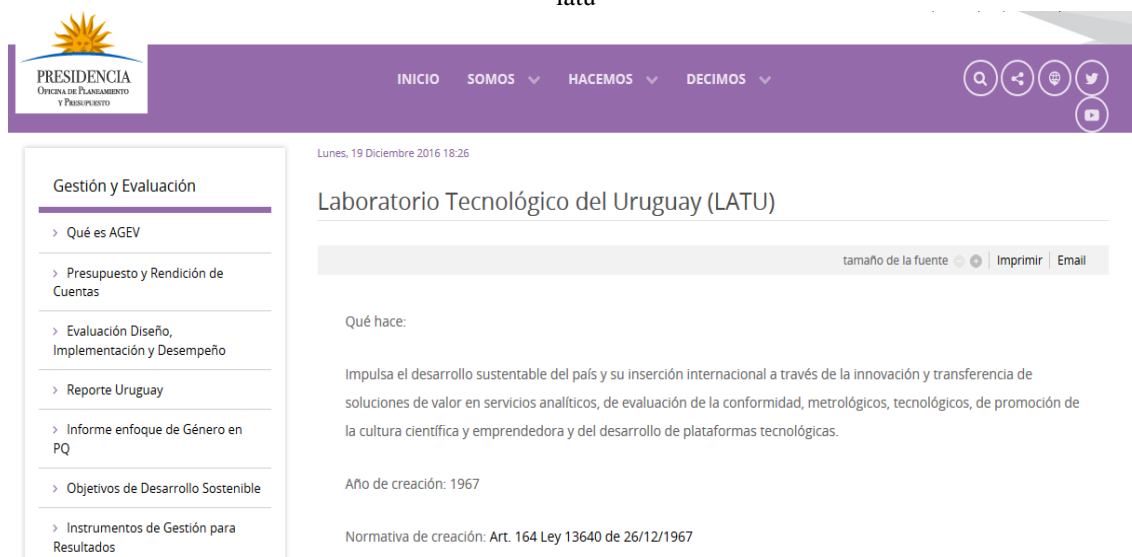 latu
PRESIDENCIA
OFICINA DE PLANEAMIENTO
Y PRESUPUESTO
INICIO SOMOS HACEMOS DECIMOS
Gestión y Evaluación
> Qué es AGEV
> Presupuesto y Rendición de
Cuentas
> Evaluación Diseño,
Implementación y Desempeño
> Reporte Uruguay
> Informe enfoque de Género en
PQ
> Objetivos de Desarrollo Sostenible
> Instrumentos de Gestión para
Resultados
Lunes, 19 Diciembre 2016 18:26
Laboratorio Tecnológico del Uruguay (LATU)
tamaño de la fuente | Imprimir | Email
Qué hace:
Impulsa el desarrollo sustentable del país y su inserción internacional a través de la innovación y transferencia de
soluciones de valor en servicios analíticos, de evaluación de la conformidad, metrológicos, tecnológicos, de promoción de
la cultura científica y emprendedora y del desarrollo de plataformas tecnológicas.
Año de creación: 1967
Normativa de creación: Art. 164 Ley 13640 de 26/12/1967